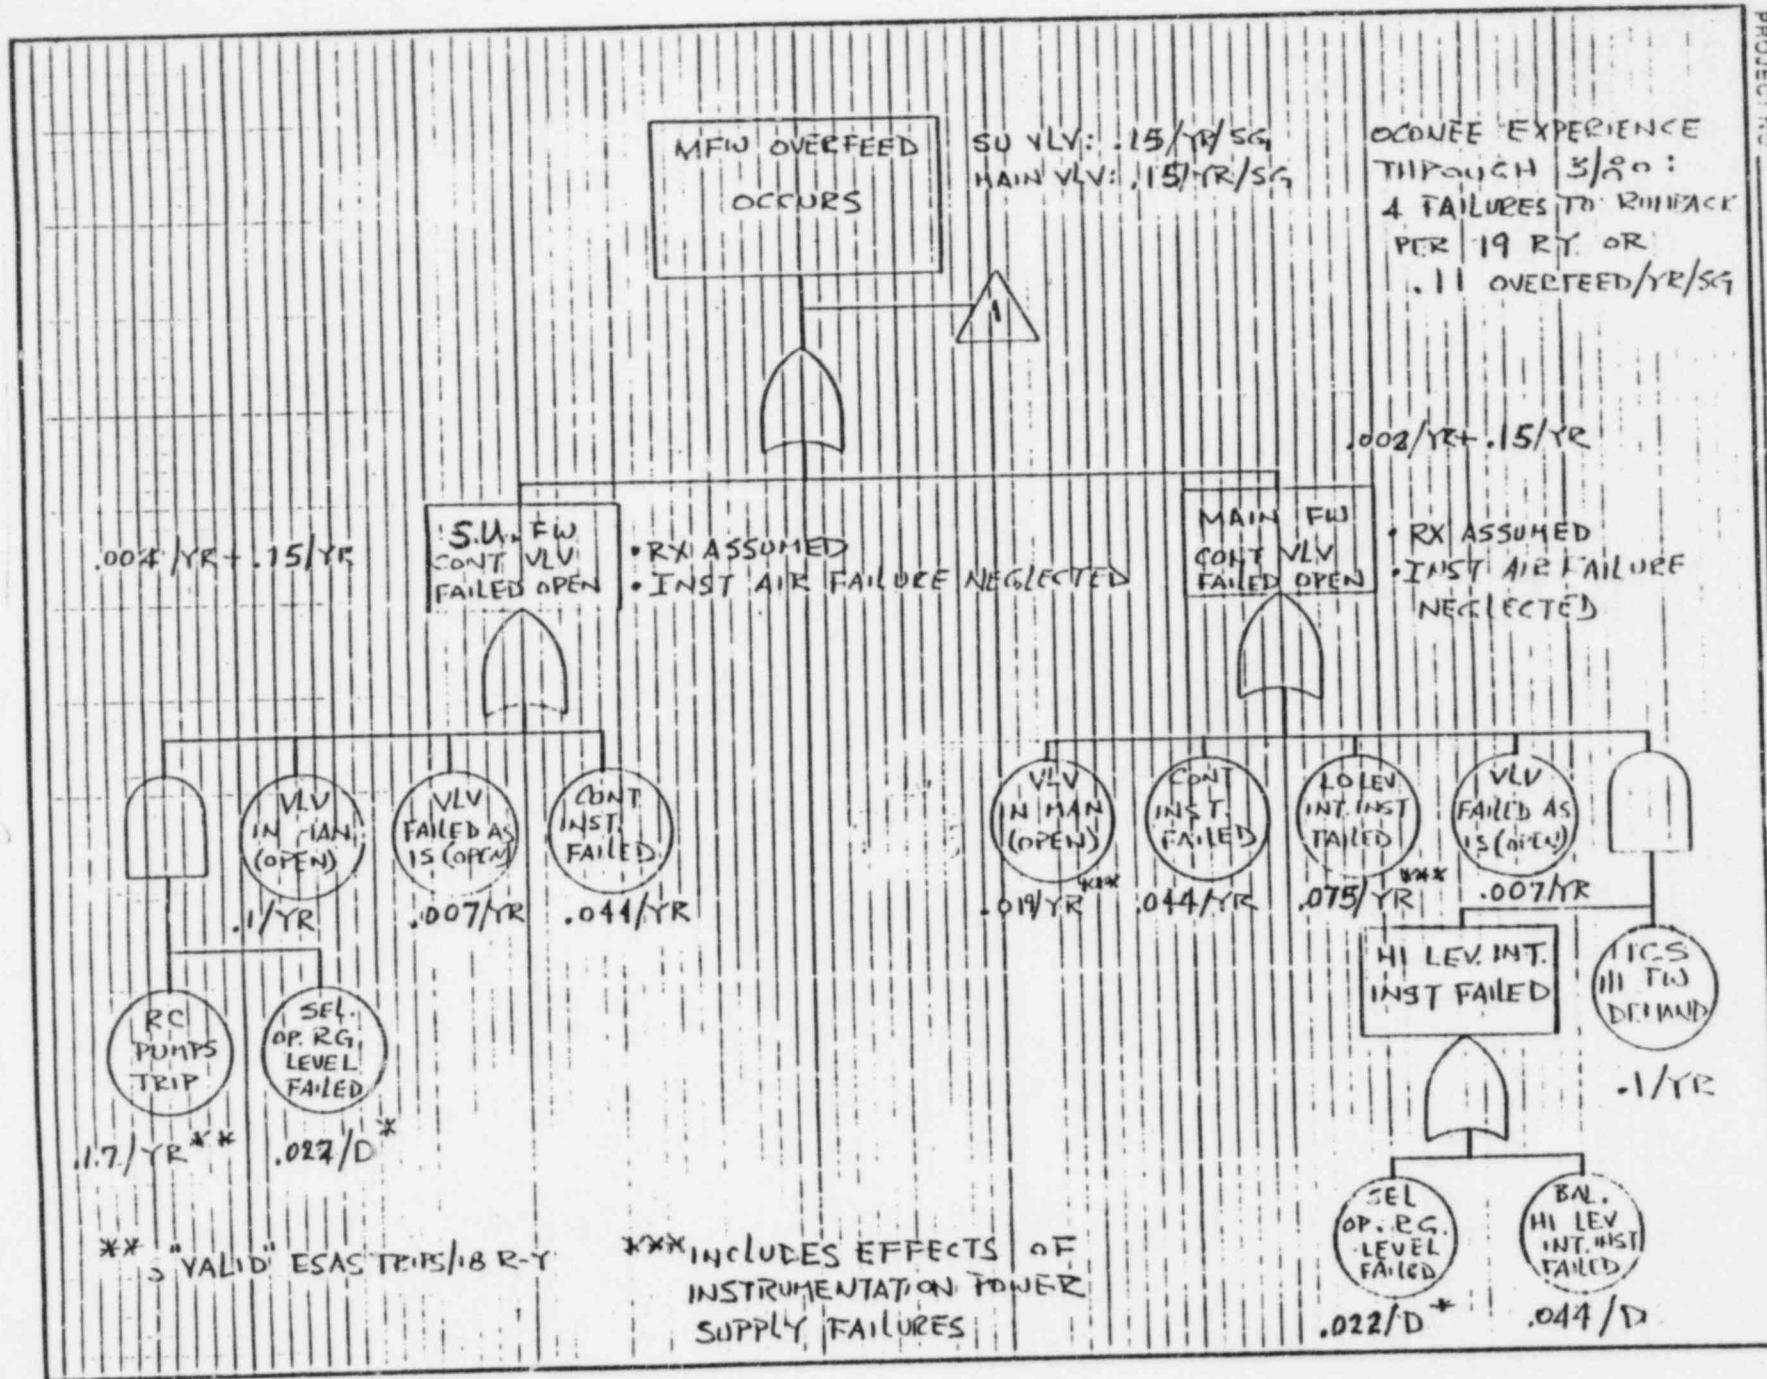 PROJECT NO
MFW OVERFEED
OCCURS
SU VLV: .15/YR/SG
MAIN VLV: .15/YR/SG
OCONEE EXPERIENCE
THROUGH
4 FAILURES TO RUNBACK
PER 19 RY OR
.11 OVERFEED/YR/SG
1
.002/YR + .15/YR
.004/YR + .15/YR
S.U. FW
CONT VLV
FAILED OPEN
• RX ASSUMED
• INST AIR FAILURE NEGLECTED
MAIN FW
CONT VLV
FAILED OPEN
• RX ASSUMED
• INST AIR FAILURE
NEGLECTED
VLV
IN MAN
(OPEN)
.1/YR
VLV
FAILED AS
IS (OPEN)
.007/YR
CONT
INST.
FAILED
.044/YR
VLV
IN MAN
(OPEN)
.019/YR***
CONT
INST.
FAILED
.044/YR
LO LEV
INT. INST
FAILED
.075/YR***
VLV
FAILED AS
IS (OPEN)
.007/YR
RC
PUMPS
TRIP
.17/YR**
SEL.
OP. RG.
LEVEL
FAILED
.022/D*
HI LEV. INT.
INST FAILED
ICS
HI FW
DEMAND
.1/YR
SEL
OP. RG.
LEVEL
FAILED
.022/D*
BAL.
HI LEV
INT. INST
FAILED
.044/D
** "VALID" ESAS TRIPS/18 R-Y
*** INCLUDES EFFECTS OF
INSTRUMENTATION POWER
SUPPLY FAILURES